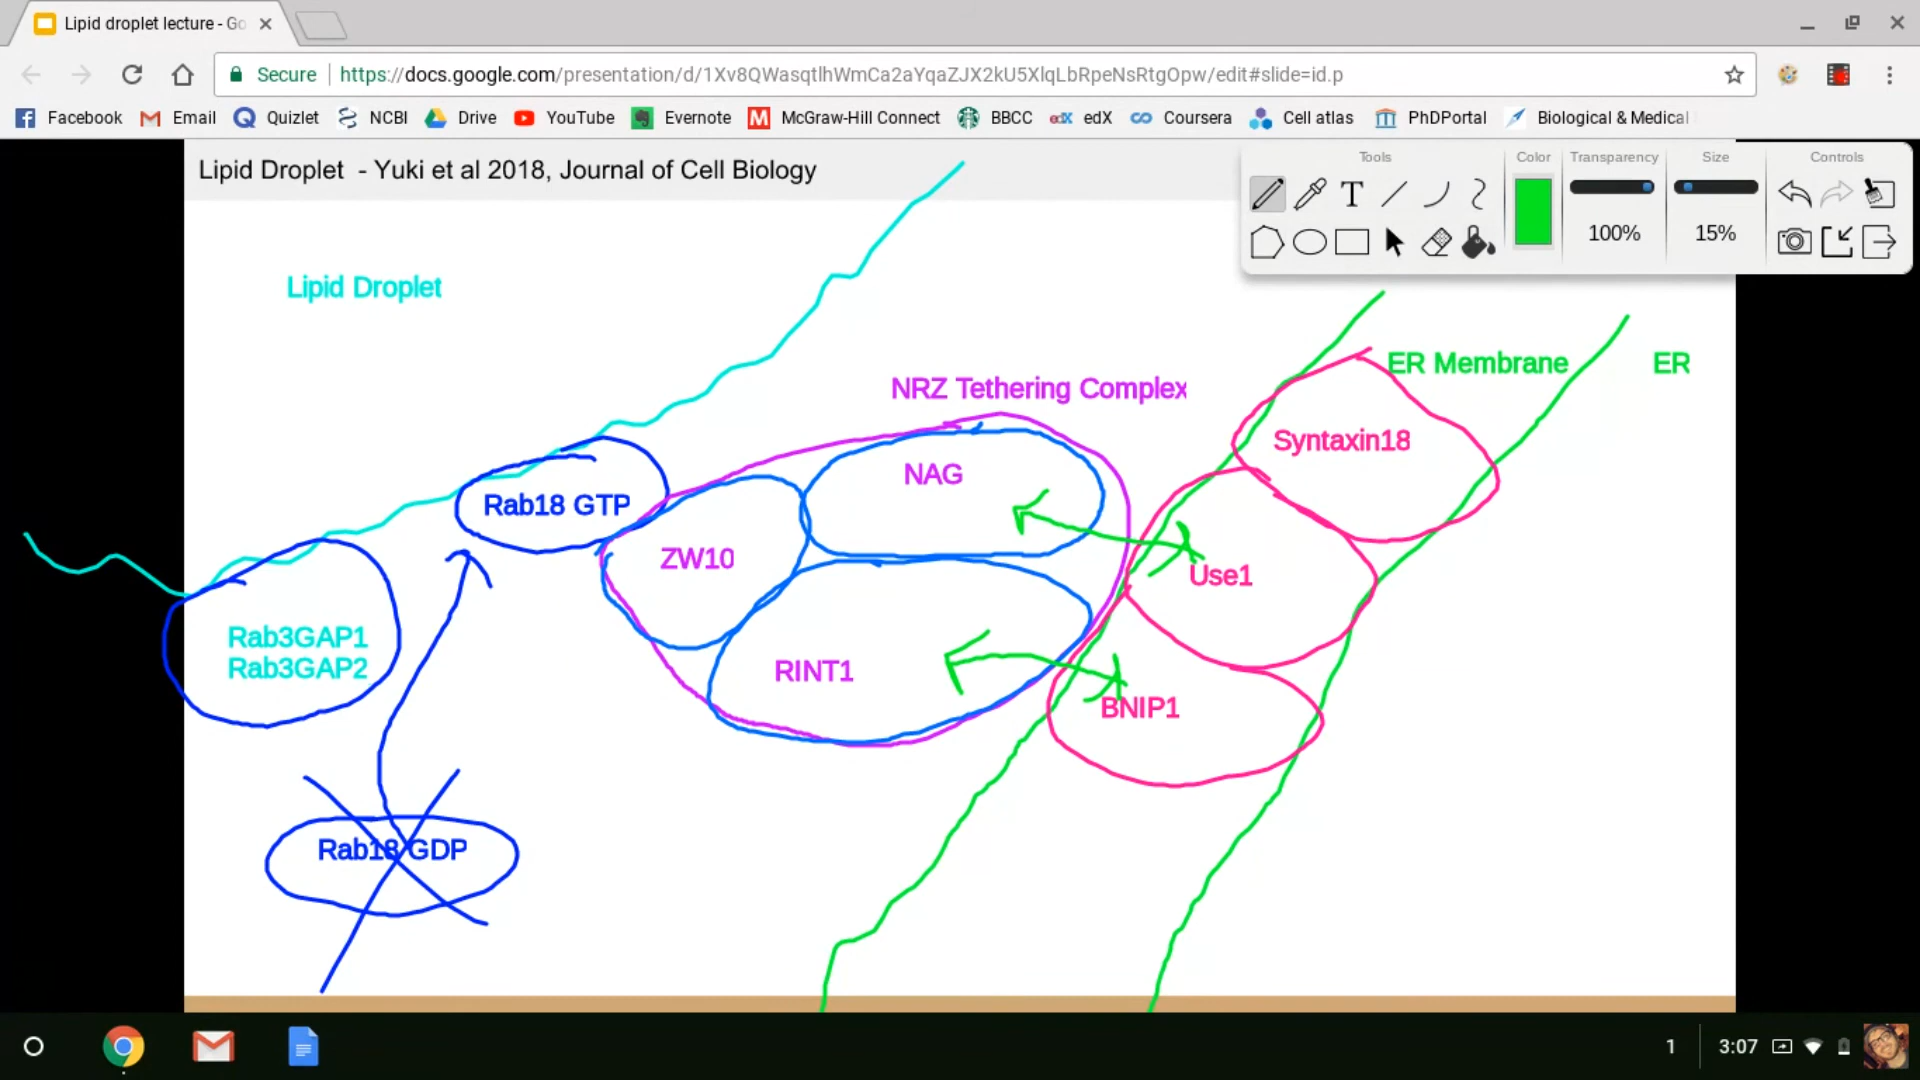 Lipid droplet lecture - Go
Secure
https://docs.google.com/presentation/d/1Xv8QWasqtlhWmCa2aYqaZJX2kU5XlqLbRpeNsRtgOpw/edit#slide=id.p
Facebook Email Quizlet NCBI Drive YouTube Evernote McGraw-Hill Connect BBCC edX Coursera Cell atlas PhDPortal Biological & Medical
Lipid Droplet - Yuki et al 2018, Journal of Cell Biology
Tools Color Transparency Size Controls
T
100% 15%
Lipid Droplet
ER Membrane ER
NRZ Tethering Complex
Syntaxin18
NAG
Rab18 GTP
ZW10
Use1
Rab3GAP1
Rab3GAP2
RINT1
BNIP1
Rab18 GDP
1 3:07